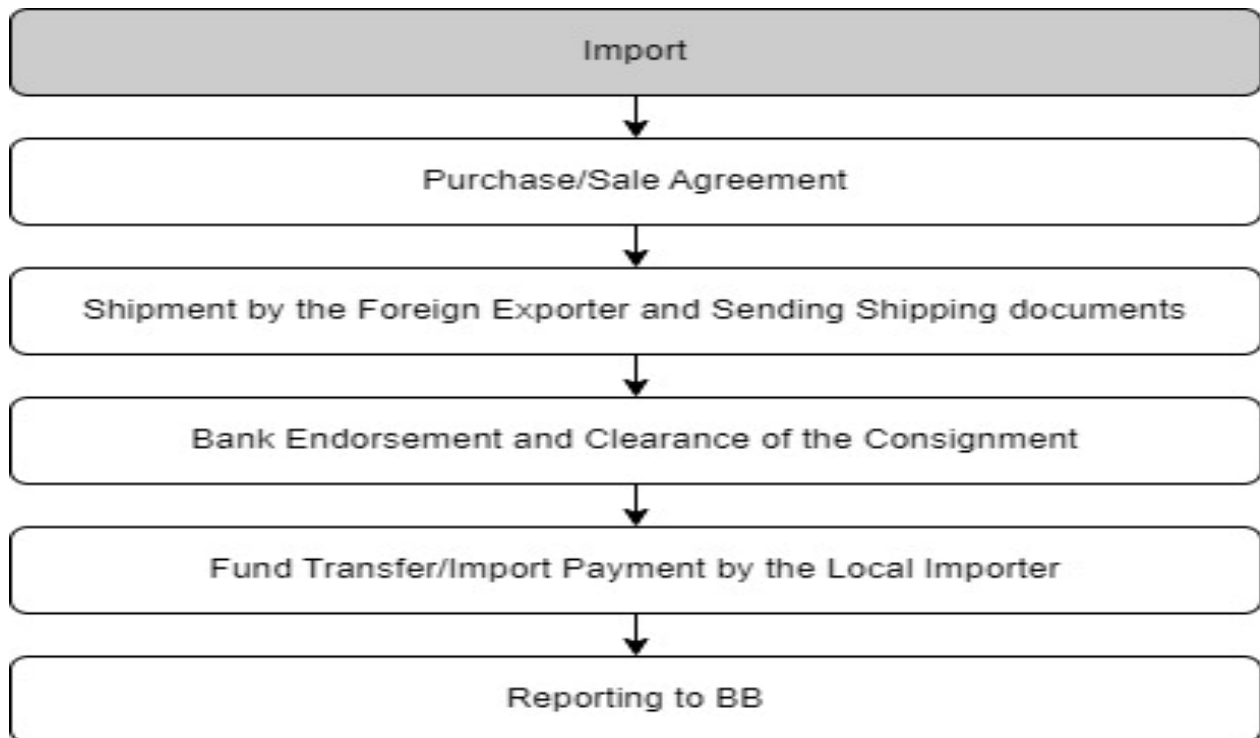 Import
Purchase/Sale Agreement
Shipment by the Foreign Exporter and Sending Shipping documents
Bank Endorsement and Clearance of the Consignment
Fund Transfer/Import Payment by the Local Importer
Reporting to BB